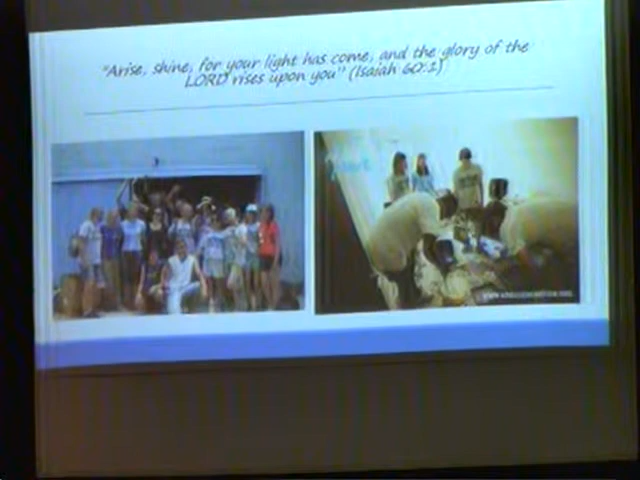 "Arise, shine, for your light has come, and the glory of the
LORD rises upon you" (Isaiah 60:1)